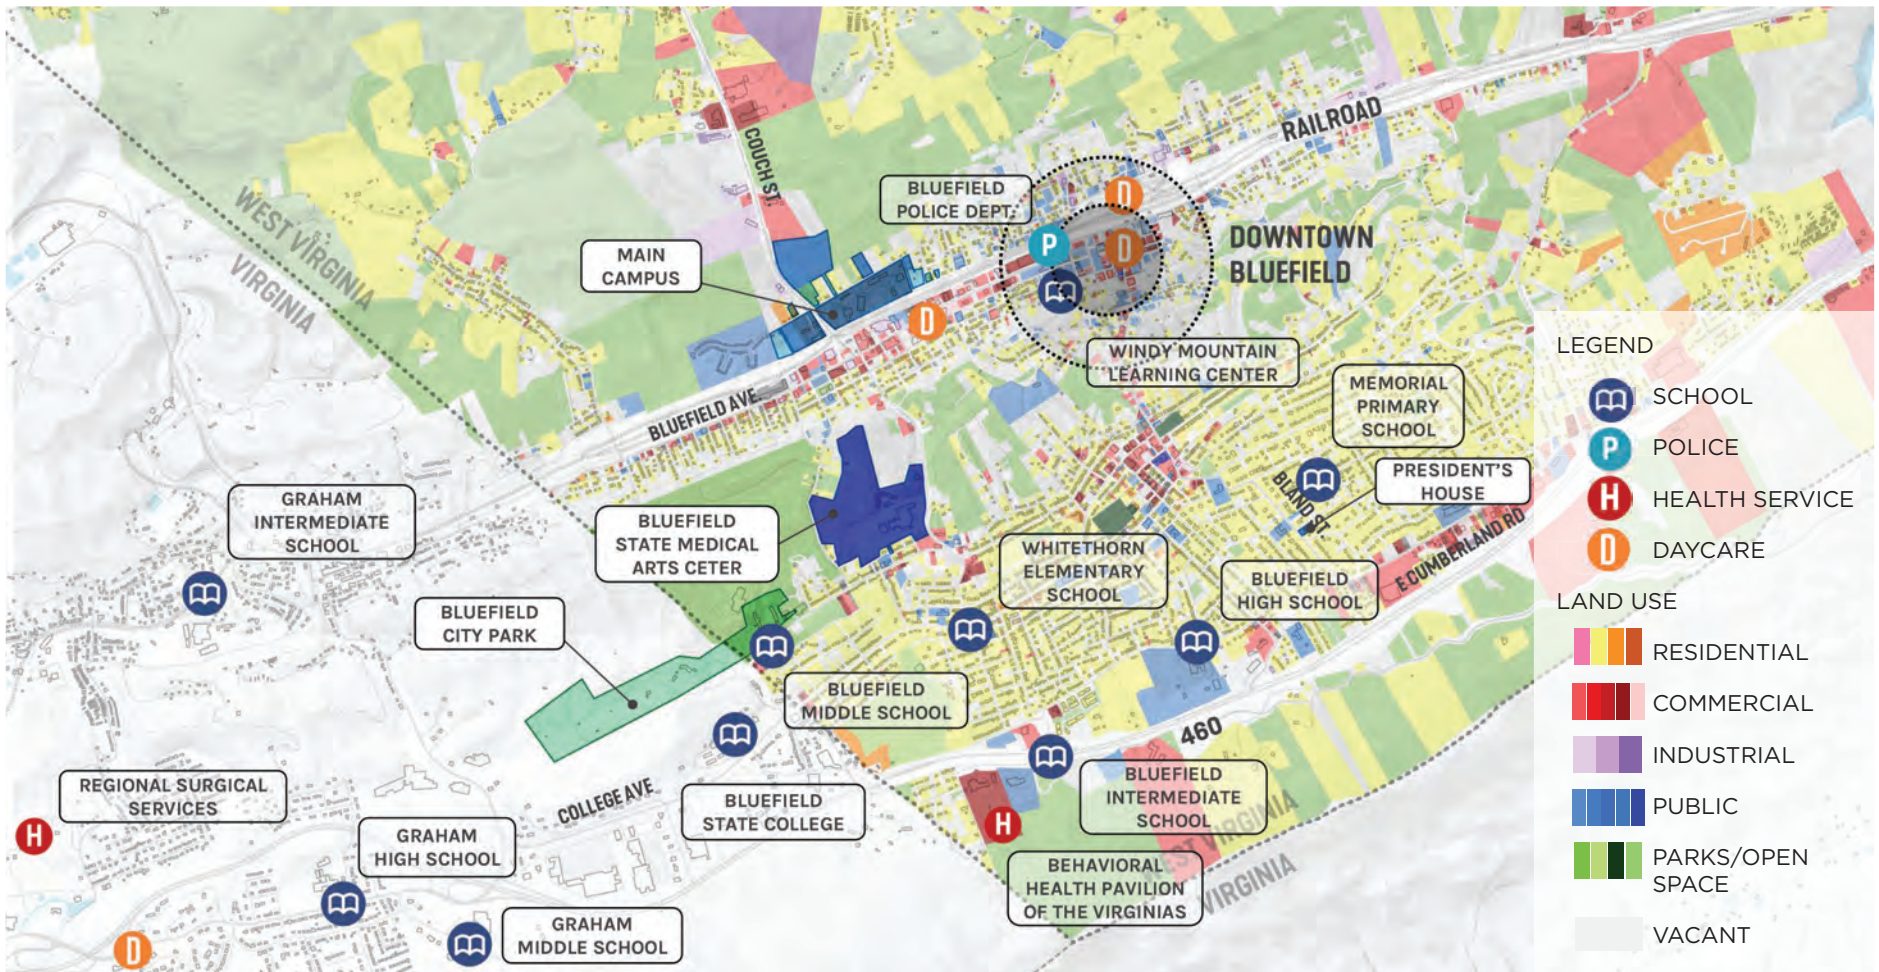 RAILROAD
COUCH ST.
BLUEFIELD
POLICE DEPT.
D
WEST VIRGINIA
VIRGINIA
MAIN
CAMPUS
P
D
DOWNTOWN
BLUEFIELD
D
WINDY MOUNTAIN
LEARNING CENTER
MEMORIAL
PRIMARY
SCHOOL
BLUEFIELD AVE.
PRESIDENT'S
HOUSE
BLAND ST.
GRAHAM
INTERMEDIATE
SCHOOL
BLUEFIELD
STATE MEDICAL
ARTS CETER
WHITETHORN
ELEMENTARY
SCHOOL
BLUEFIELD
HIGH SCHOOL
E CUMBERLAND RD
BLUEFIELD
CITY PARK
BLUEFIELD
MIDDLE SCHOOL
460
REGIONAL SURGICAL
SERVICES
H
COLLEGE AVE
BLUEFIELD
STATE COLLEGE
BLUEFIELD
INTERMEDIATE
SCHOOL
H
GRAHAM
HIGH SCHOOL
BEHAVIORAL
HEALTH PAVILION
OF THE VIRGINIAS
WEST VIRGINIA
VIRGINIA
GRAHAM
MIDDLE SCHOOL
D
LEGEND
SCHOOL
P POLICE
H HEALTH SERVICE
D DAYCARE
LAND USE
RESIDENTIAL
COMMERCIAL
INDUSTRIAL
PUBLIC
PARKS/OPEN
SPACE
VACANT